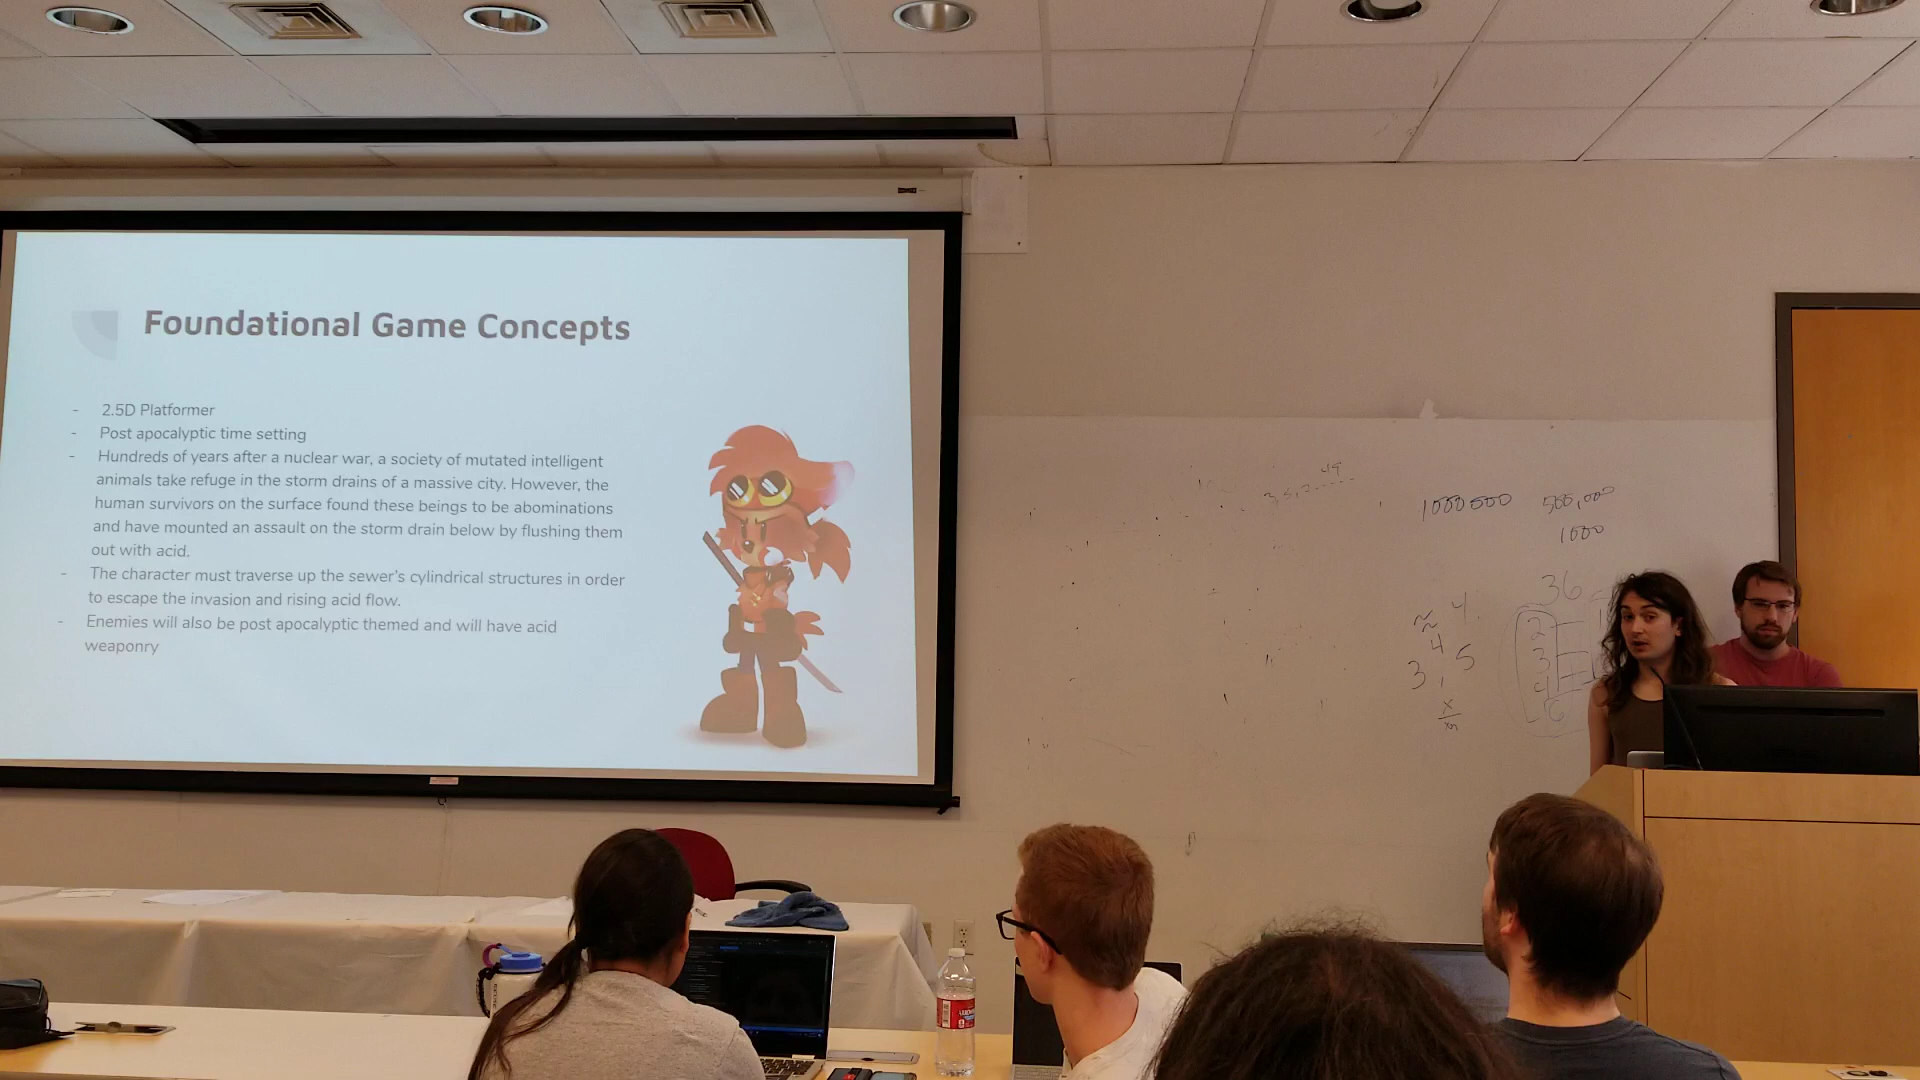 Foundational Game Concepts
- 2.5D Platformer
- Post apocalyptic time setting
- Hundreds of years after a nuclear war, a society of mutated intelligent
animals take refuge in the storm drains of a massive city. However, the
human survivors on the surface found these beings to be abominations
and have mounted an assault on the storm drain below by flushing them
out with acid.
- The character must traverse up the sewer's cylindrical structures in order
to escape the invasion and rising acid flow.
- Enemies will also be post apocalyptic themed and will have acid
weaponry
1000000 500,000
1000
36
≈ 4
4
3 5
2
3
4